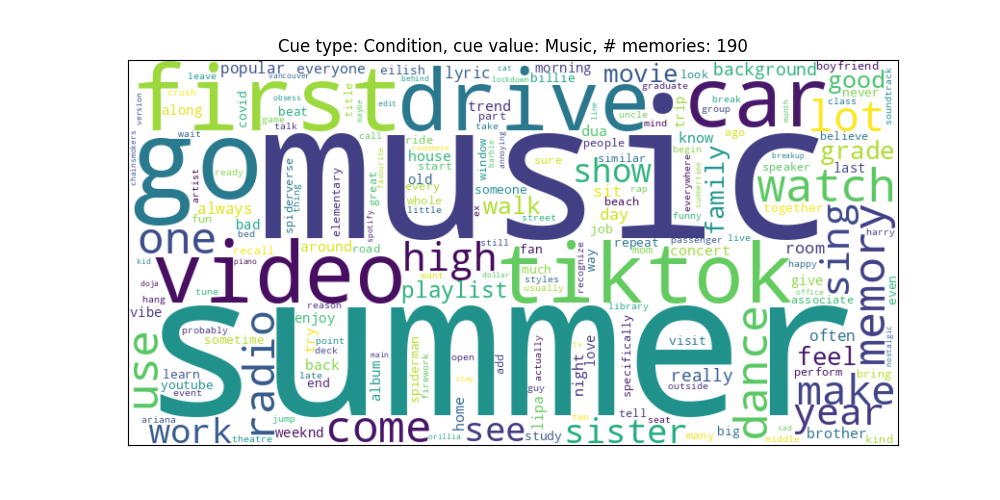 Cue type: Condition, cue value: Music, # memories: 190
popular everyone eilish lyric morning movie look background boyfriend
leave vancouver behind cat lockdown billie graduate good
first drive car
crush obsess title maybe edit trend part take line uncle mind trip break group month never soundtrack
version along covid beat game talk class lot
chainsmokers wait call ride roommate dua people know ago believe
go music
artist ready spiderverse thing elementary great favourite house start old every whole little window barbie annoying sure similar begin everywhere summertime family breakup last grade
show watch speaker
always fun bad bed spotify ex someone walk street sit rap beach day job funny together
one recall around road still fan repeat mom passenger live concert room sing harry
kid piano high much styles usually way recognize happy memory
video tiktok
doja hang tune want dollar playlist give office associate even
vibe reason library
summer
probably sometime enjoy point deck try firework spiderman open actually love tv visit often nostalgic
use radio learn youtube event late back end album main stay add guy night specifically really outside dance feel perform bring
home lipa two make year
ariana jump tell seat sad
work theatre weeknd come orillia see study sister many big middle brother kind